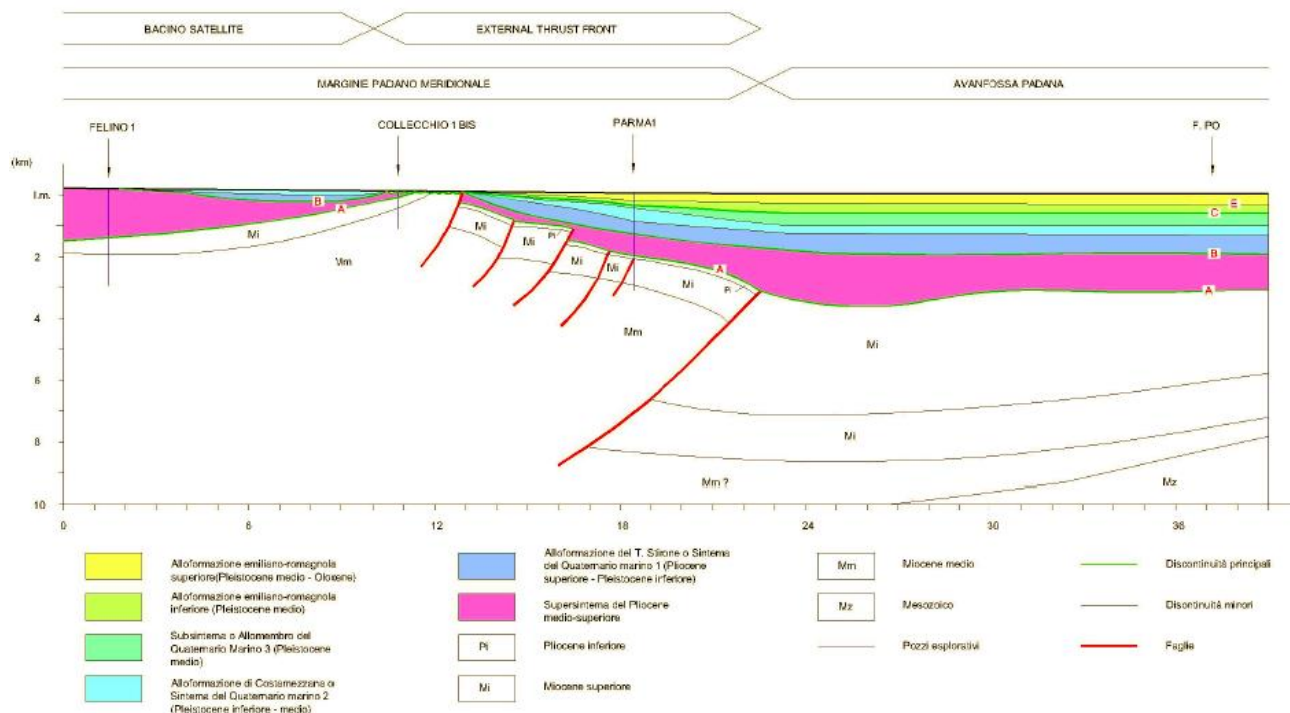 BACINO SATELLITE
EXTERNAL THRUST FRONT
MARGINE PADANO MERIDIONALE
AVANFOSSA PADANA
FELINO 1
COLLECCHIO 1 BIS
PARMA1
F. PO
(km)
l.m.
2
4
6
8
10
B
A
Mi
Mm
Mi
Mi
Pi
Mi
Mi
Mi
A
Pi
Mm
E
C
B
A
Mi
Mi
Mm ?
Mz
0
6
12
18
24
30
36
Alloformazione emiliano-romagnola
superiore(Pleistocene medio - Oloxene)
Alloformazione emiliano-romagnola
inferiore (Pleistocene medio)
Subsintema o Allomembro del
Quaternario Marino 3 (Pleistocene
medio)
Alloformazione di Costamezzana o
Sintema del Quaternario marino 2
(Pleistocene inferiore - medio)
Alloformazione del T. Stirone o Sintema
del Quaternario marino 1 (Pliocene
superiore - Pleistocene inferiore)
Supersintema del Pliocene
medio-superiore
Pi
Pliocene inferiore
Mi
Miocene superiore
Mm
Miocene medio
Mz
Mesozoico
Pozzi esplorativi
Discontinuità principali
Discontinuità minori
Faglie